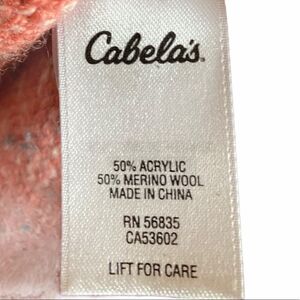 Cabela's
50% ACRYLIC
50% MERINO WOOL
MADE IN CHINA
RN 56835
CA53602
LIFT FOR CARE